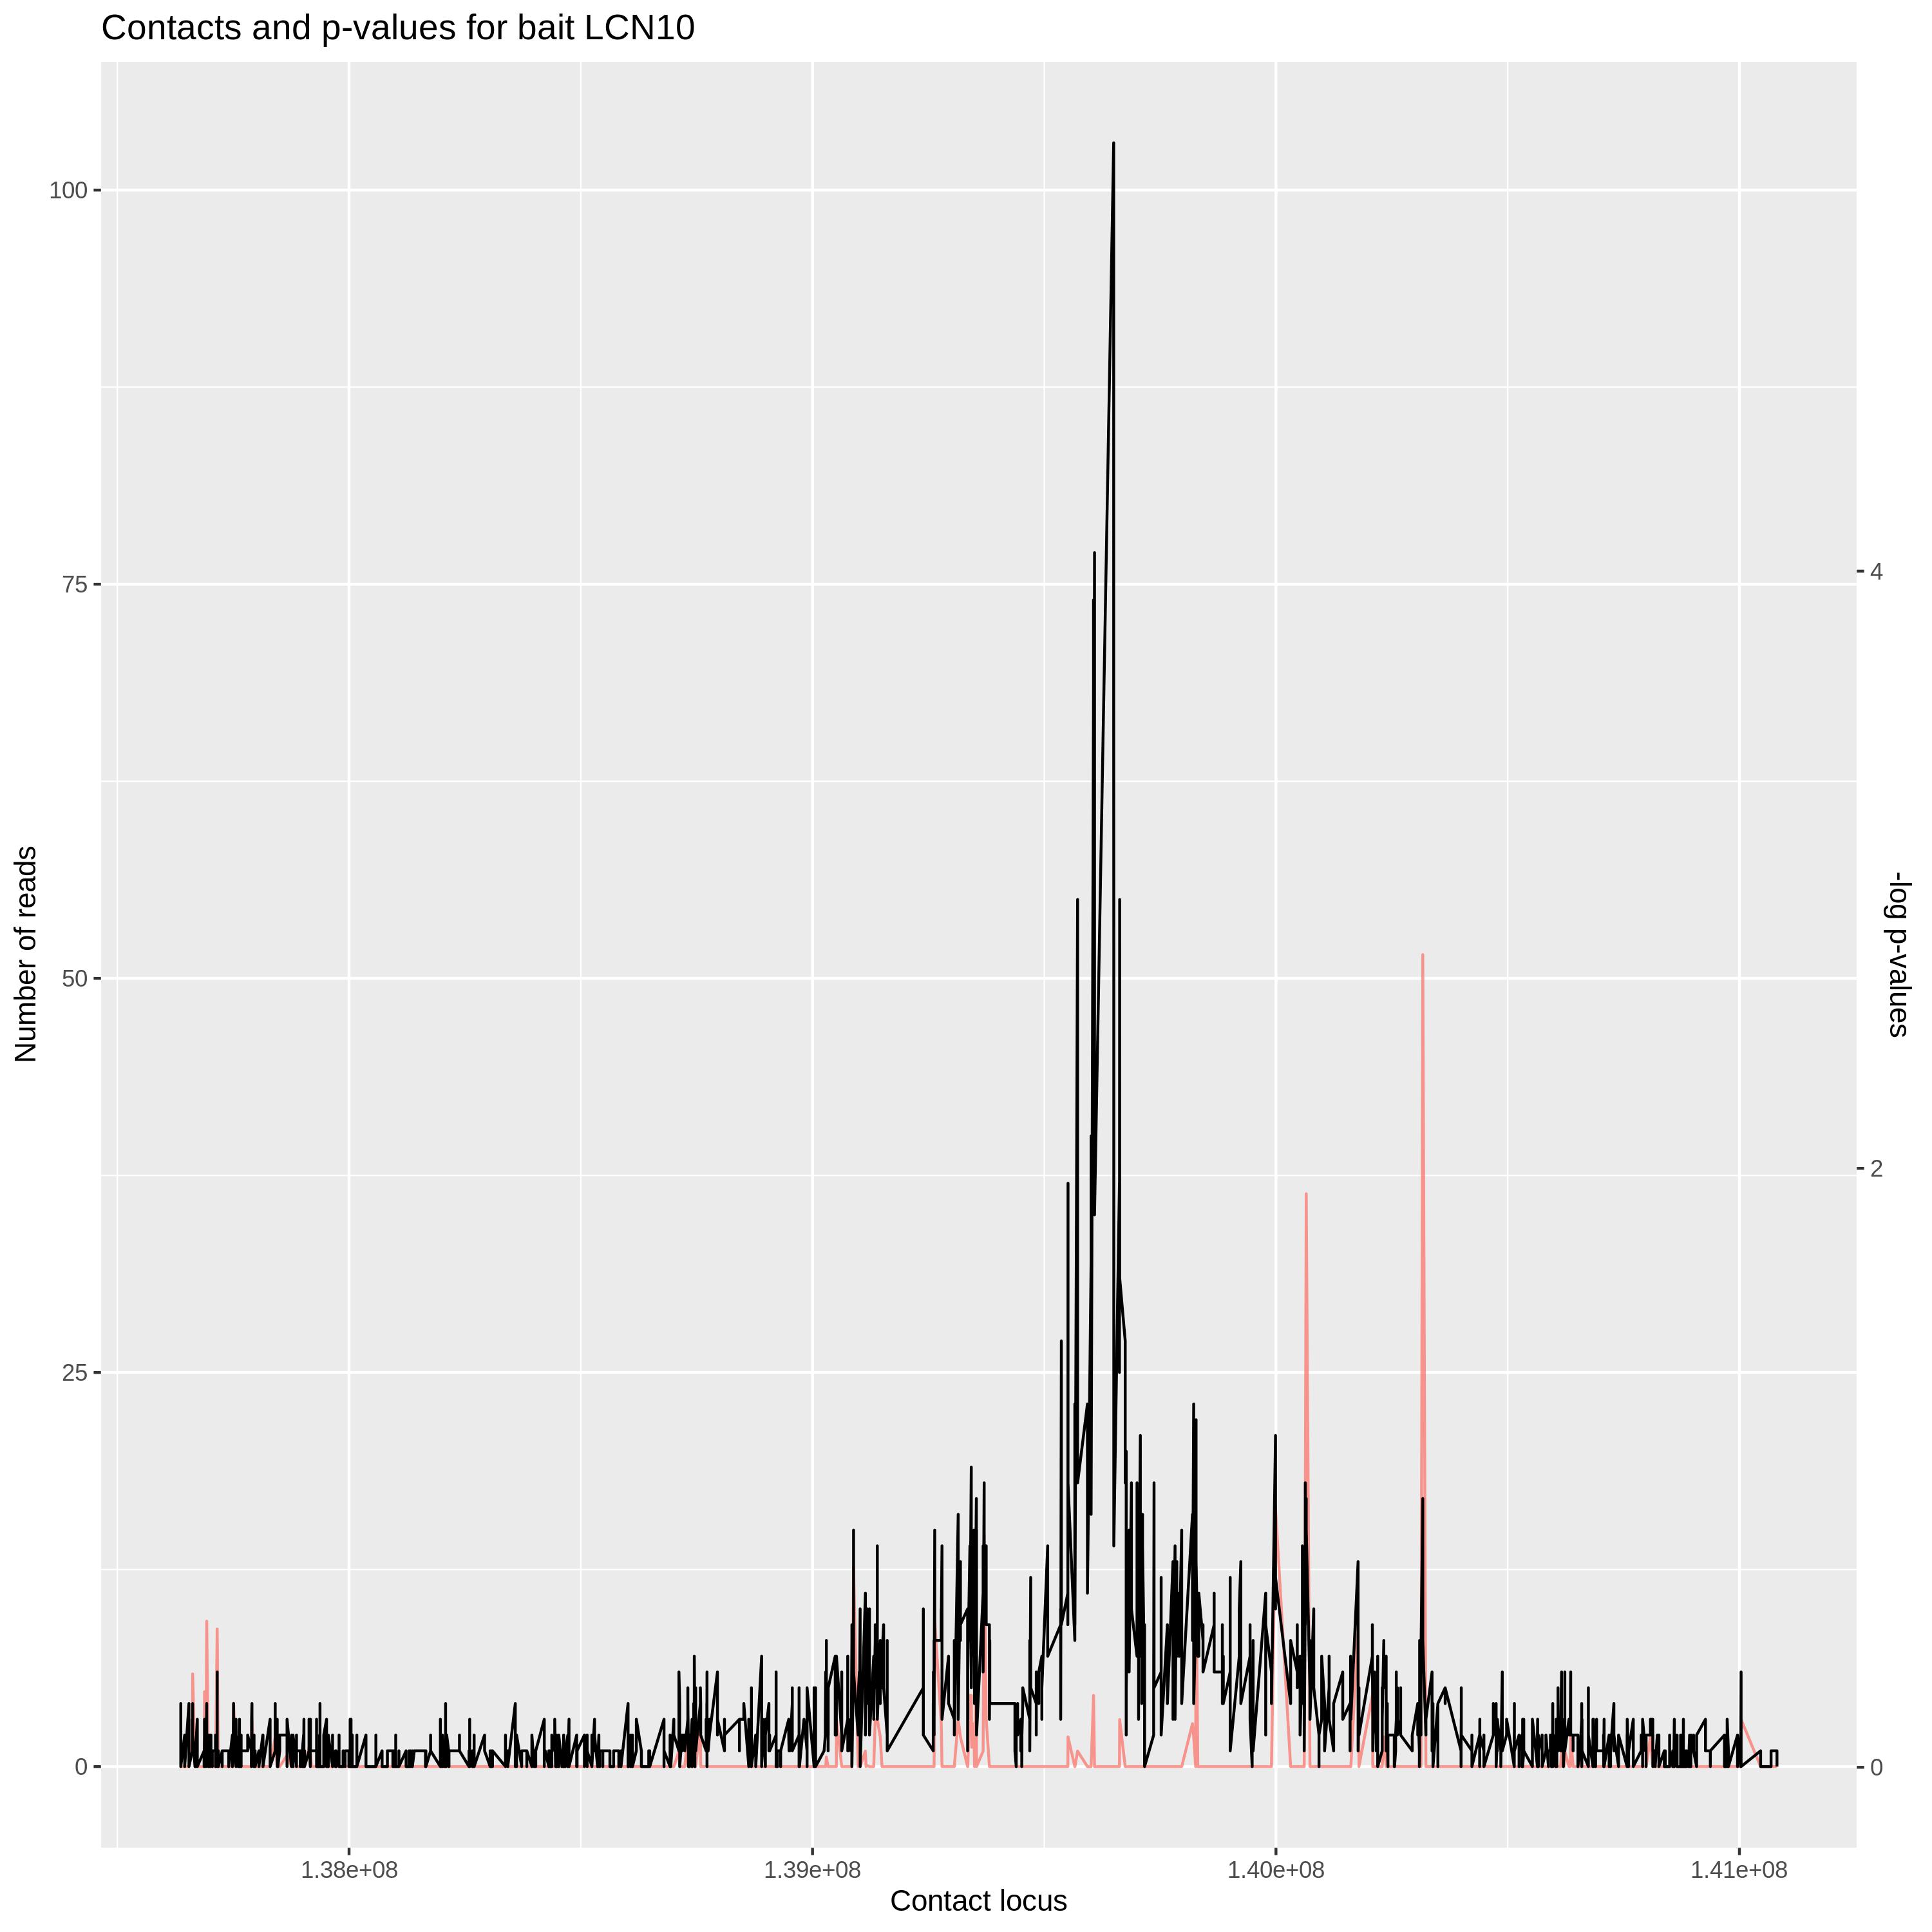 Contacts and p-values for bait LCN10
100
75
50
25
0
Number of reads
4
2
0
-log p-values
1.38e+08
1.39e+08
1.40e+08
1.41e+08
Contact locus